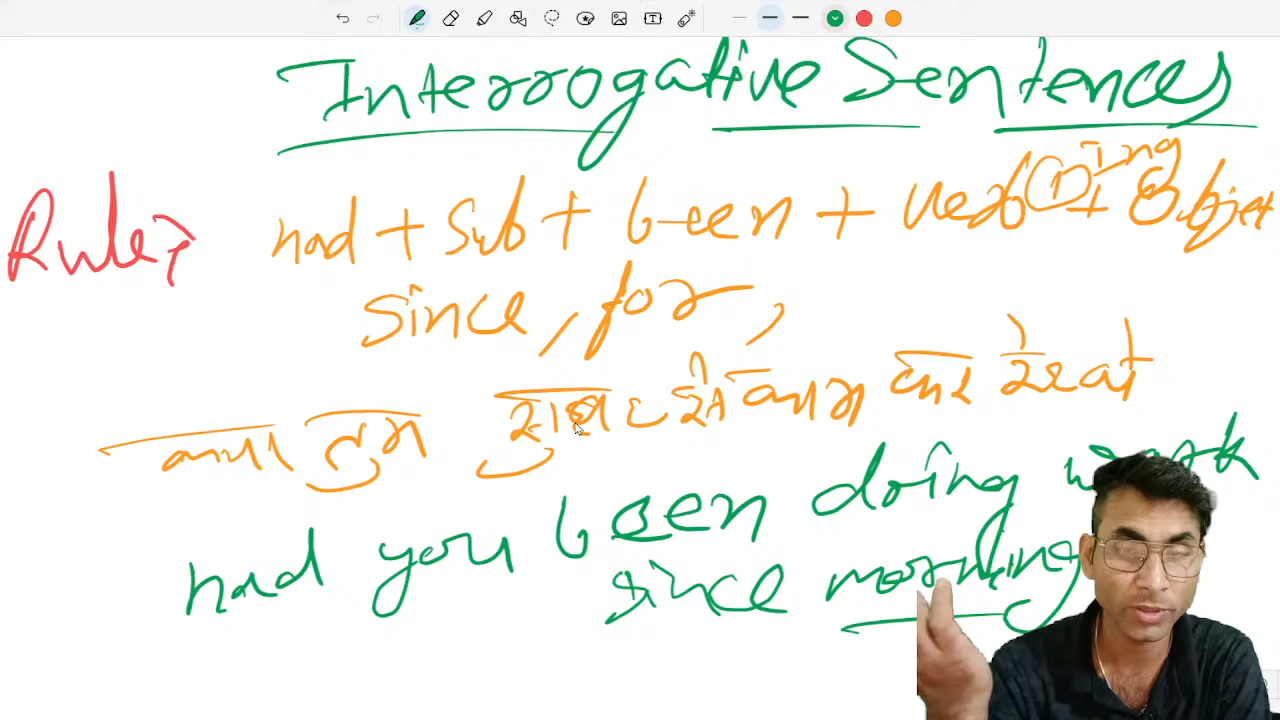 Interrogative Sentences
Rule → had + Sub + been + verb ① ing + Object
Since, for,
क्या तुम सुबह से काम कर रहे थे
had you been doing work
since morning